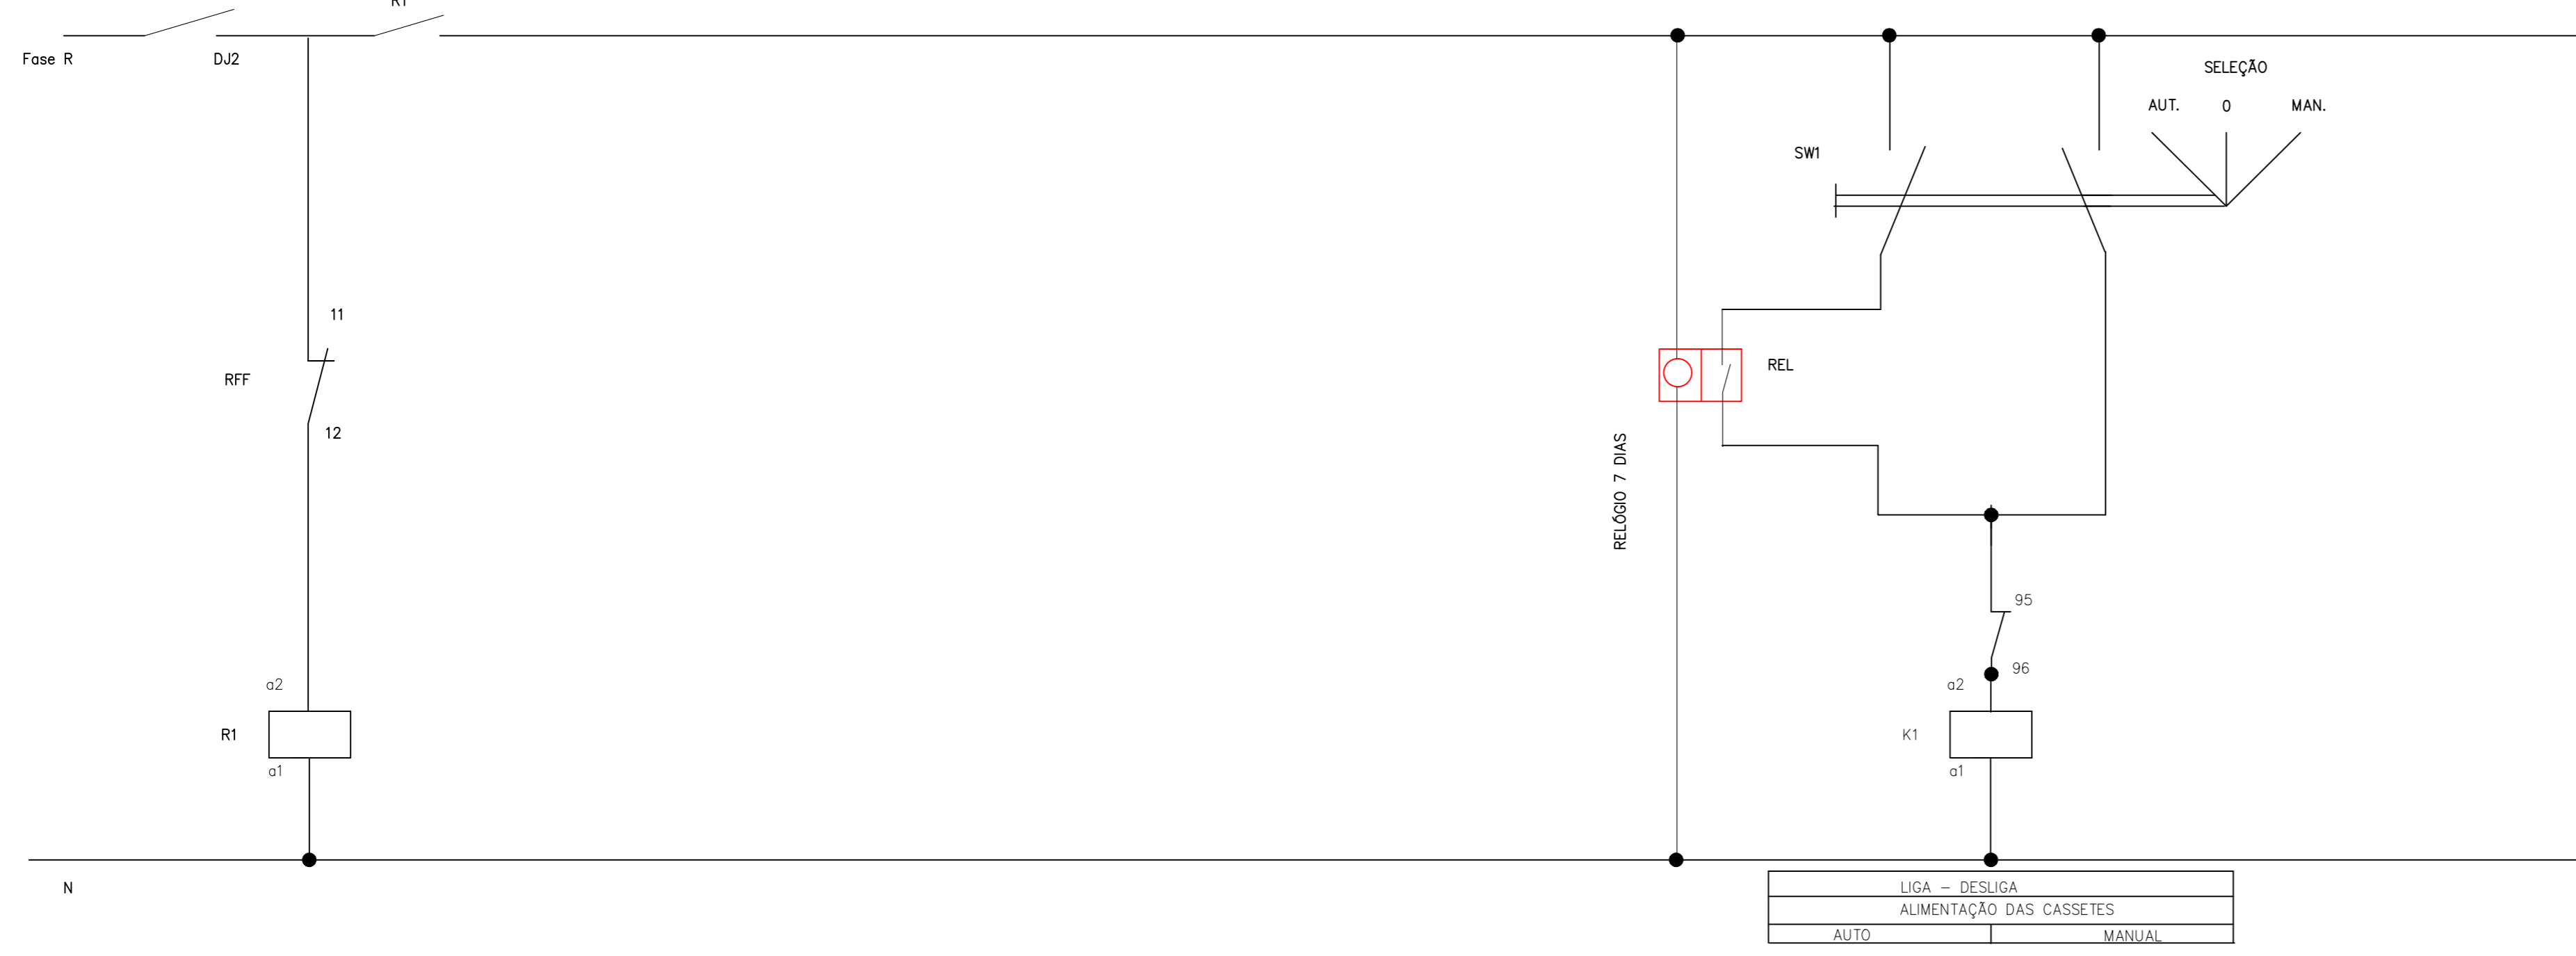 R1
Fase R
DJ2
SELEÇÃO
AUT. 0 MAN.
SW1
11
RFF
12
REL
RELÓGIO 7 DIAS
95
96
a2
a2
R1
K1
a1
a1
N
LIGA – DESLIGA
ALIMENTAÇÃO DAS CASSETES
AUTO MANUAL